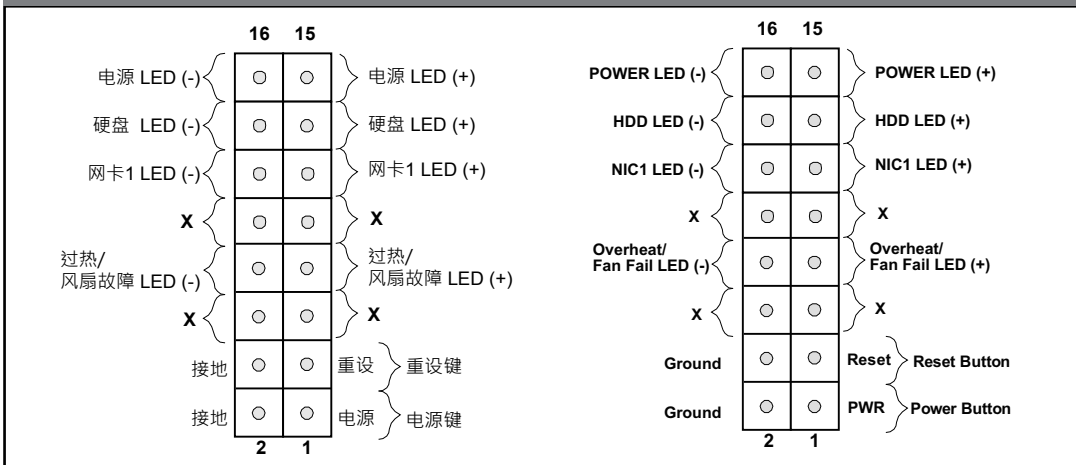 16 15
电源 LED (-) 电源 LED (+)
硬盘 LED (-) 硬盘 LED (+)
网卡1 LED (-) 网卡1 LED (+)
X X
过热/ 过热/
风扇故障 LED (-) 风扇故障 LED (+)
X X
接地 重设 重设键
接地 电源 电源键
2 1
16 15
POWER LED (-) POWER LED (+)
HDD LED (-) HDD LED (+)
NIC1 LED (-) NIC1 LED (+)
X X
Overheat/ Overheat/
Fan Fail LED (-) Fan Fail LED (+)
X X
Ground Reset Reset Button
Ground PWR Power Button
2 1